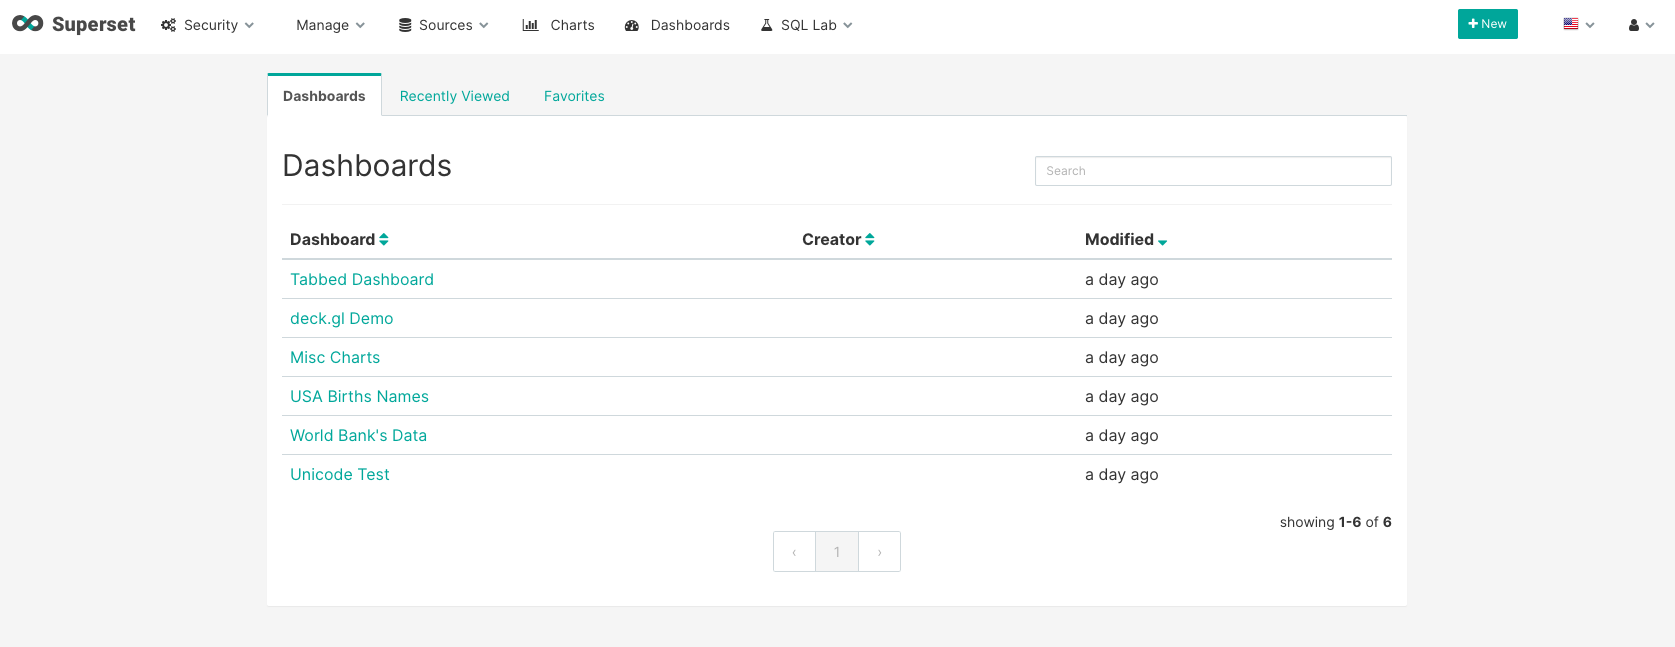 Superset Security Manage Sources Charts Dashboards SQL Lab + New
Dashboards Recently Viewed Favorites
Dashboards
Search
Dashboard Creator Modified
Tabbed Dashboard a day ago
deck.gl Demo a day ago
Misc Charts a day ago
USA Births Names a day ago
World Bank's Data a day ago
Unicode Test a day ago
showing 1-6 of 6
‹ 1 ›